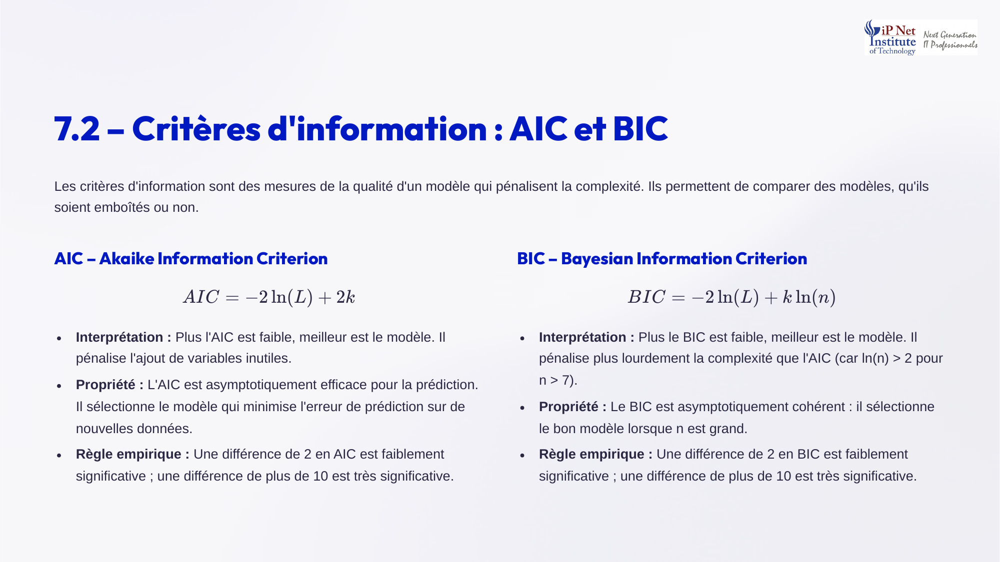 iP Net
Institute
of Technology
Next Generation
IT Professionnels
7.2 – Critères d'information : AIC et BIC
Les critères d'information sont des mesures de la qualité d'un modèle qui pénalisent la complexité. Ils permettent de comparer des modèles, qu'ils
soient emboîtés ou non.
AIC – Akaike Information Criterion
AIC = −2 ln(L) + 2k
• Interprétation : Plus l'AIC est faible, meilleur est le modèle. Il
pénalise l'ajout de variables inutiles.
• Propriété : L'AIC est asymptotiquement efficace pour la prédiction.
Il sélectionne le modèle qui minimise l'erreur de prédiction sur de
nouvelles données.
• Règle empirique : Une différence de 2 en AIC est faiblement
significative ; une différence de plus de 10 est très significative.
BIC – Bayesian Information Criterion
BIC = −2 ln(L) + k ln(n)
• Interprétation : Plus le BIC est faible, meilleur est le modèle. Il
pénalise plus lourdement la complexité que l'AIC (car ln(n) > 2 pour
n > 7).
• Propriété : Le BIC est asymptotiquement cohérent : il sélectionne
le bon modèle lorsque n est grand.
• Règle empirique : Une différence de 2 en BIC est faiblement
significative ; une différence de plus de 10 est très significative.